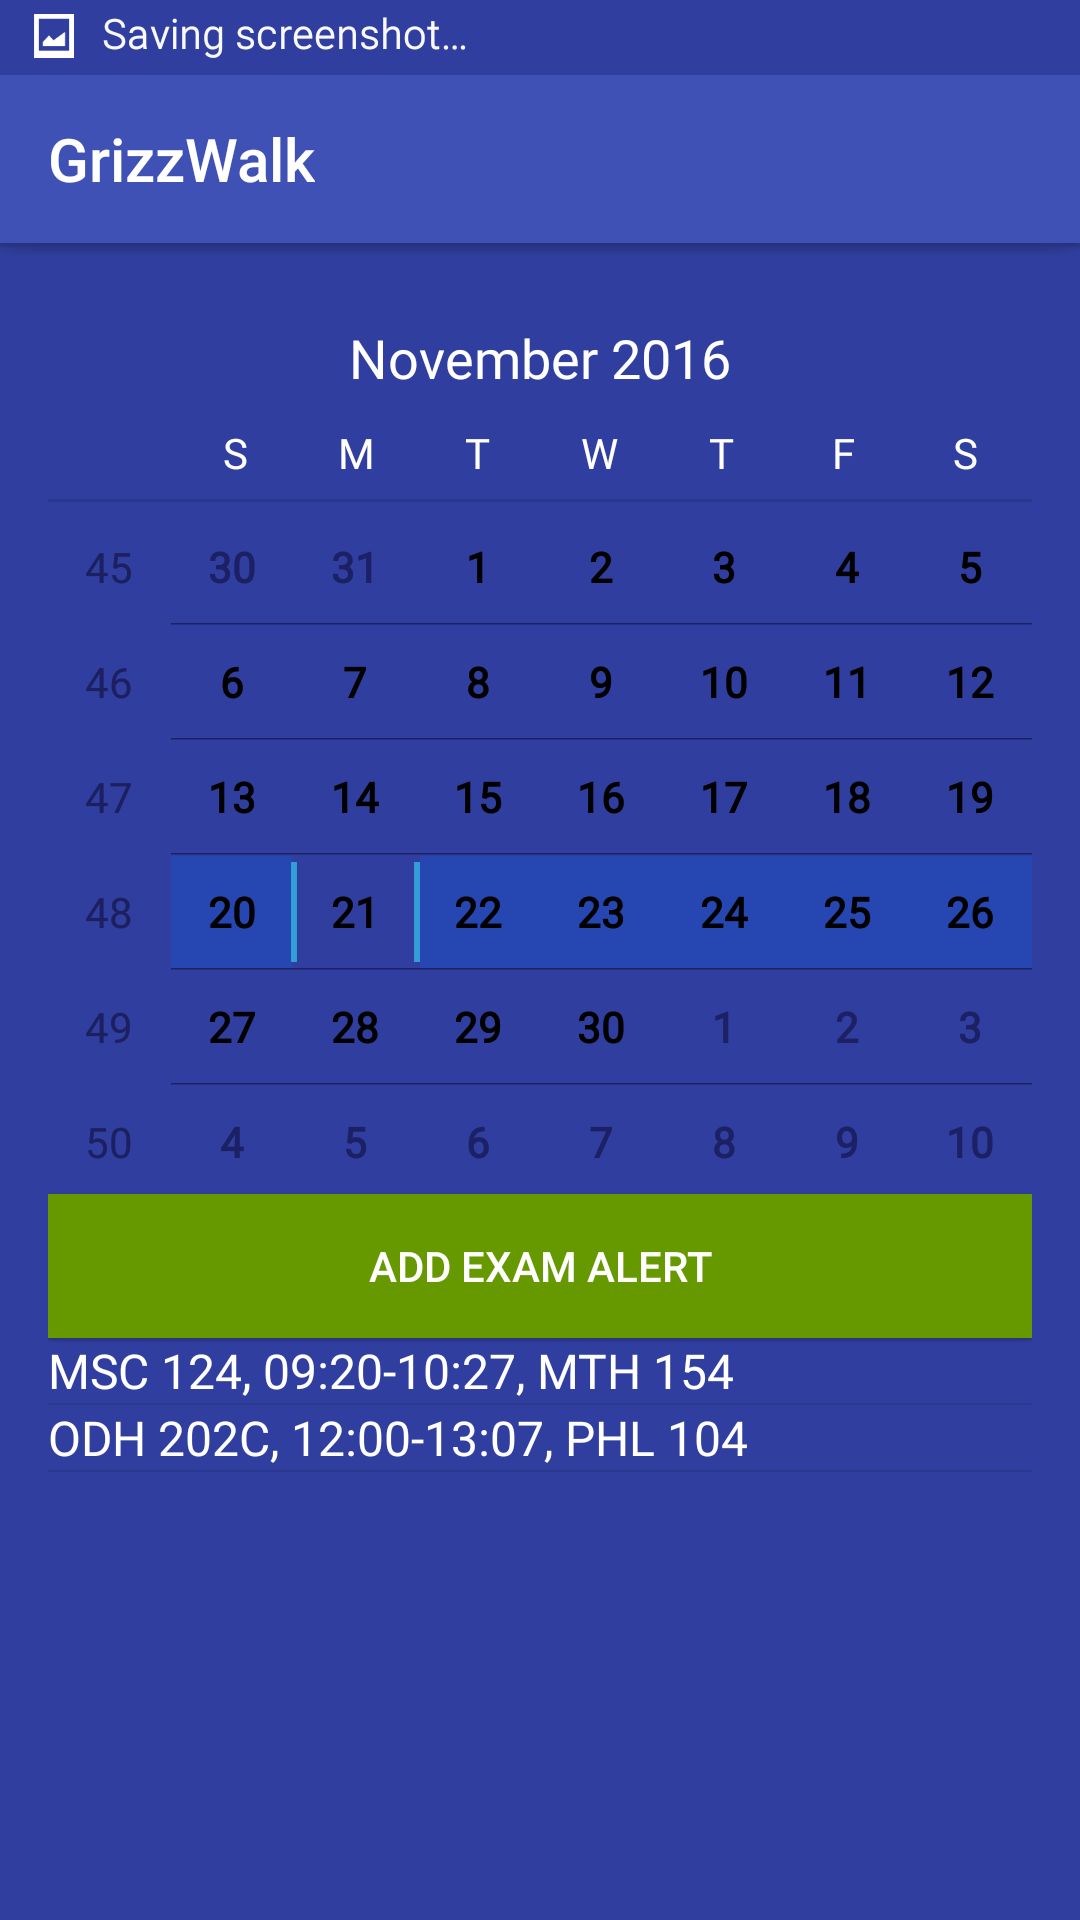 Saving screenshot...
GrizzWalk
November 2016
S M T W T F S
45 30 31 1 2 3 4 5
46 6 7 8 9 10 11 12
47 13 14 15 16 17 18 19
48 20 21 22 23 24 25 26
49 27 28 29 30 1 2 3
50 4 5 6 7 8 9 10
ADD EXAM ALERT
MSC 124, 09:20-10:27, MTH 154
ODH 202C, 12:00-13:07, PHL 104